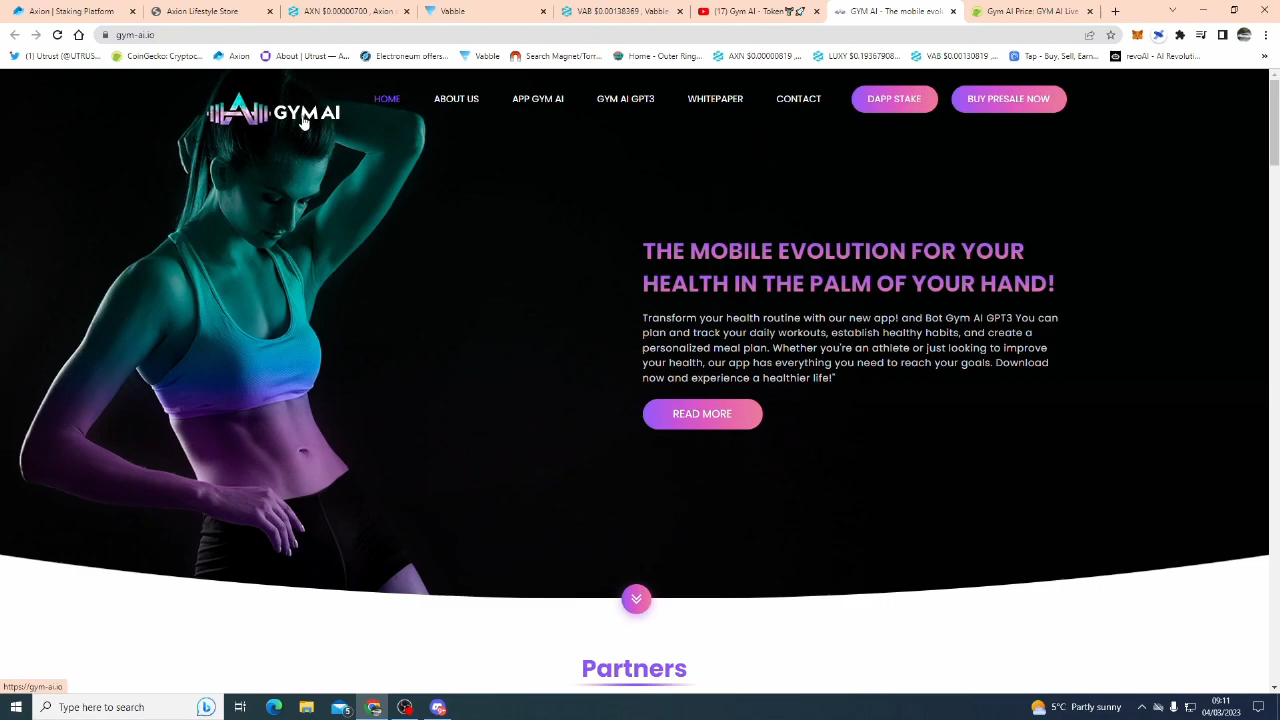 Axion | Staking Platform
Axion Lifestyle Store
AXN $0.00000700, Axion c
Vabble
VAB $0.00138369, Vabble
(17) Gym AI - Token
GYM AI - The mobile evol
Gym AI Price: GYM AI Live
gym-ai.io
(1) Utrust (@UTRUS...
CoinGecko: Cryptoc...
Axion
About | Utrust — A...
Electroneum offers...
Vabble
Search Magnet/Torr...
Home - Outer Ring...
AXN $0.00000819 ,...
LUXY $0.19367908...
VAB $0.00130819 ,...
Tap - Buy, Sell, Earn...
revoAI - AI Revoluti...
GYM AI
HOME
ABOUT US
APP GYM AI
GYM AI GPT3
WHITEPAPER
CONTACT
DAPP STAKE
BUY PRESALE NOW
THE MOBILE EVOLUTION FOR YOUR
HEALTH IN THE PALM OF YOUR HAND!
Transform your health routine with our new app! and Bot Gym AI GPT3 You can
plan and track your daily workouts, establish healthy habits, and create a
personalized meal plan. Whether you're an athlete or just looking to improve
your health, our app has everything you need to reach your goals. Download
now and experience a healthier life!"
READ MORE
Partners
https://gym-ai.io
Type here to search
5
5°C Partly sunny
09:11
04/03/2023